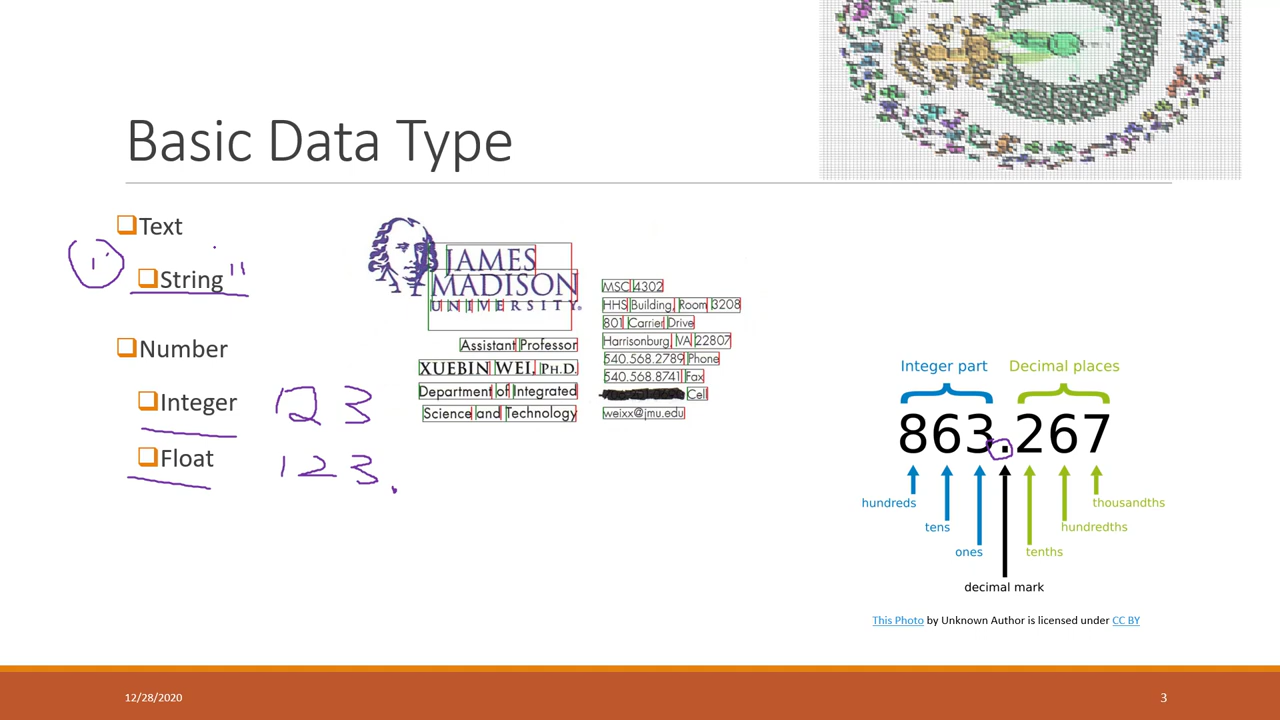 Basic Data Type
Text
String "
Number
Integer 123
Float 123.
JAMES
MADISON
UNIVERSITY.
Assistant Professor
XUEBIN WEI, PH.D.
Department of Integrated
Science and Technology
MSC 4302
HHS Building, Room 3208
801 Carrier Drive
Harrisonburg, VA 22807
540.568.2789 Phone
540.568.8741 Fax
Cell
weixx@jmu.edu
Integer part Decimal places
863.267
hundreds thousandths
tens hundredths
ones tenths
decimal mark
This Photo by Unknown Author is licensed under CC BY
12/28/2020 3